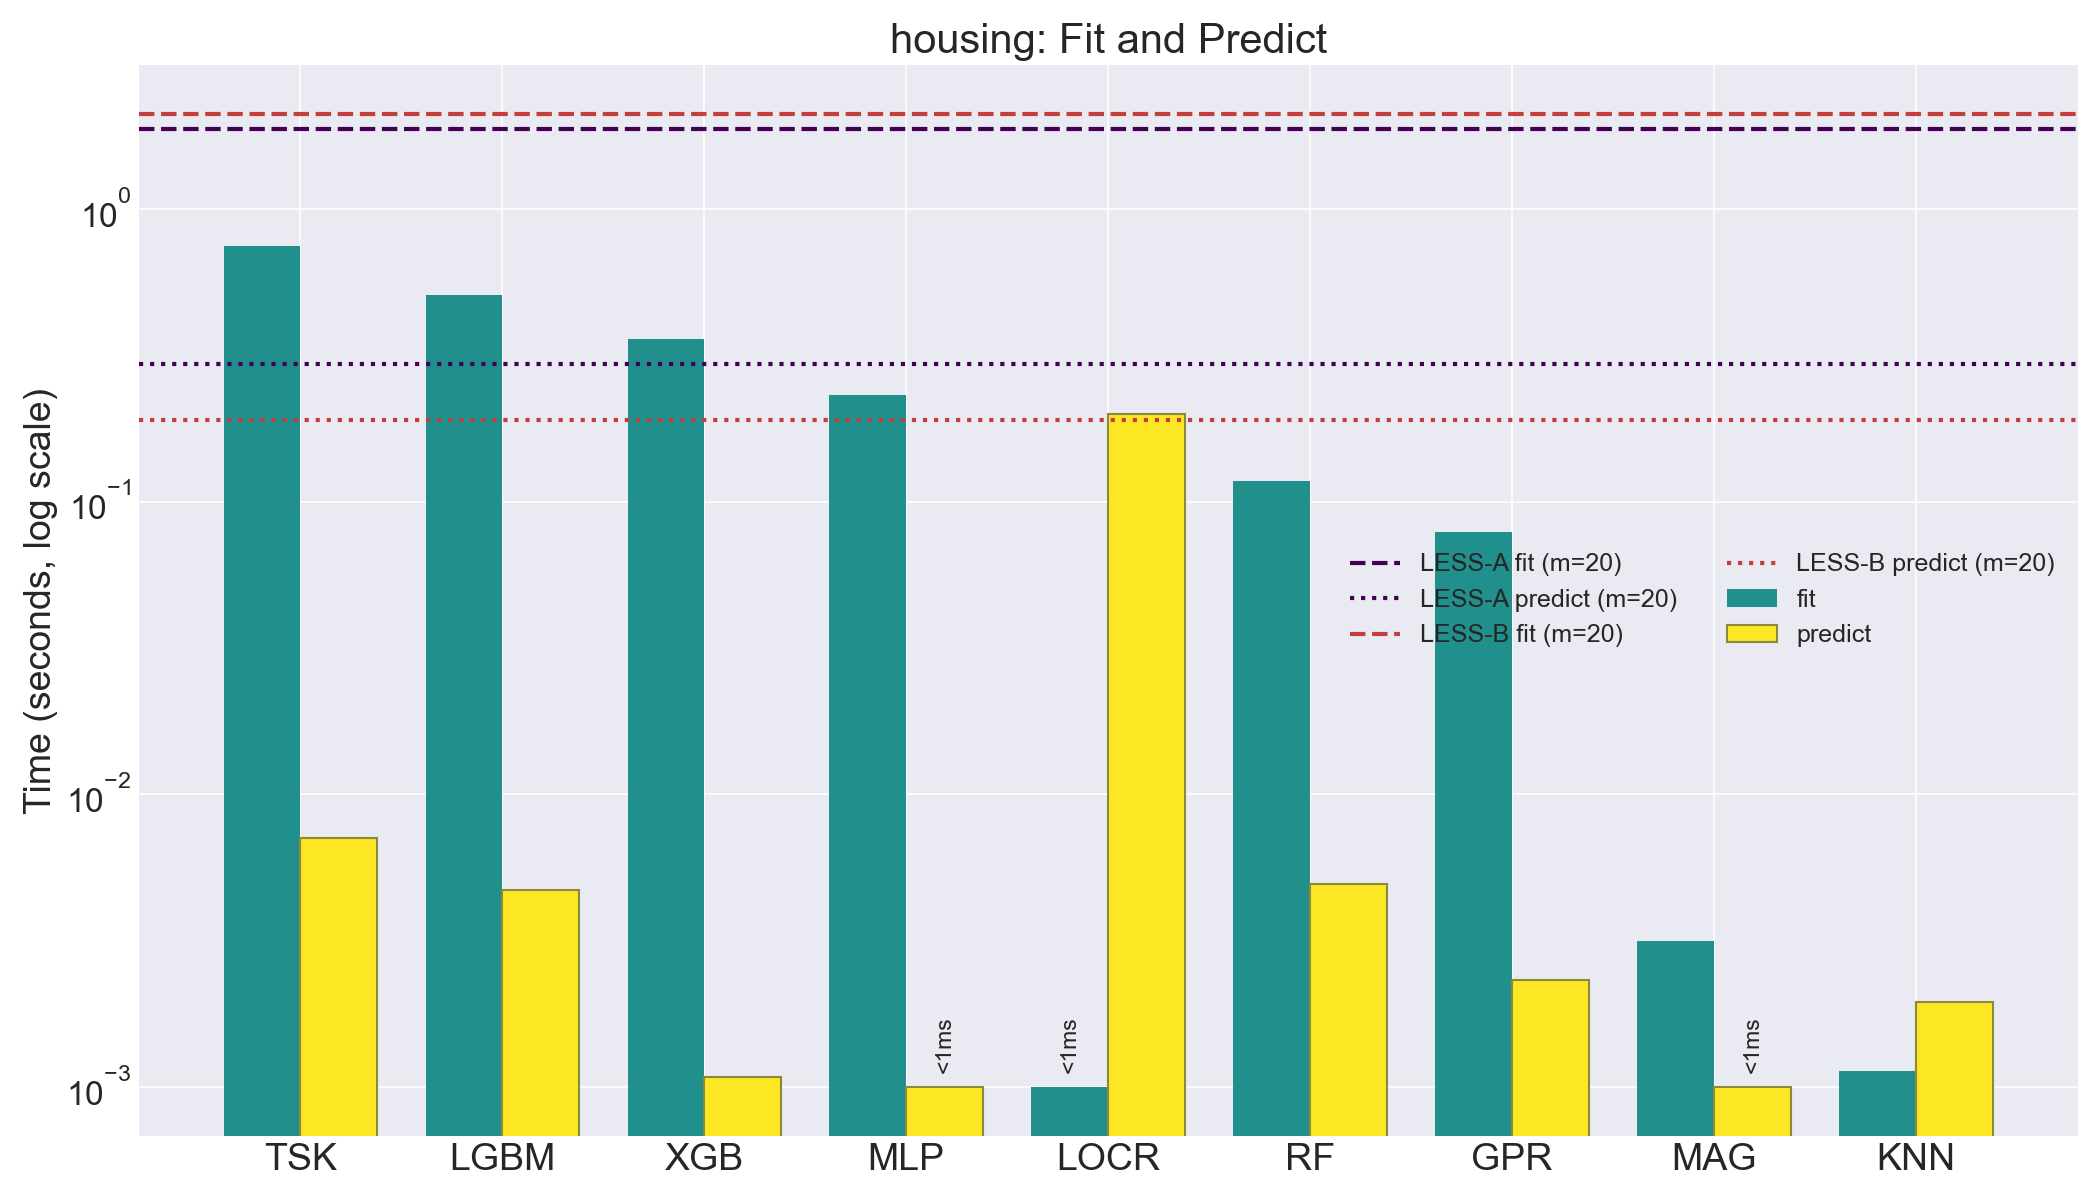 housing: Fit and Predict
Time (seconds, log scale)
10^0
10^−1
10^−2
10^−3
LESS-A fit (m=20)
LESS-A predict (m=20)
LESS-B fit (m=20)
LESS-B predict (m=20)
fit
predict
<1ms
<1ms
<1ms
TSK LGBM XGB MLP LOCR RF GPR MAG KNN